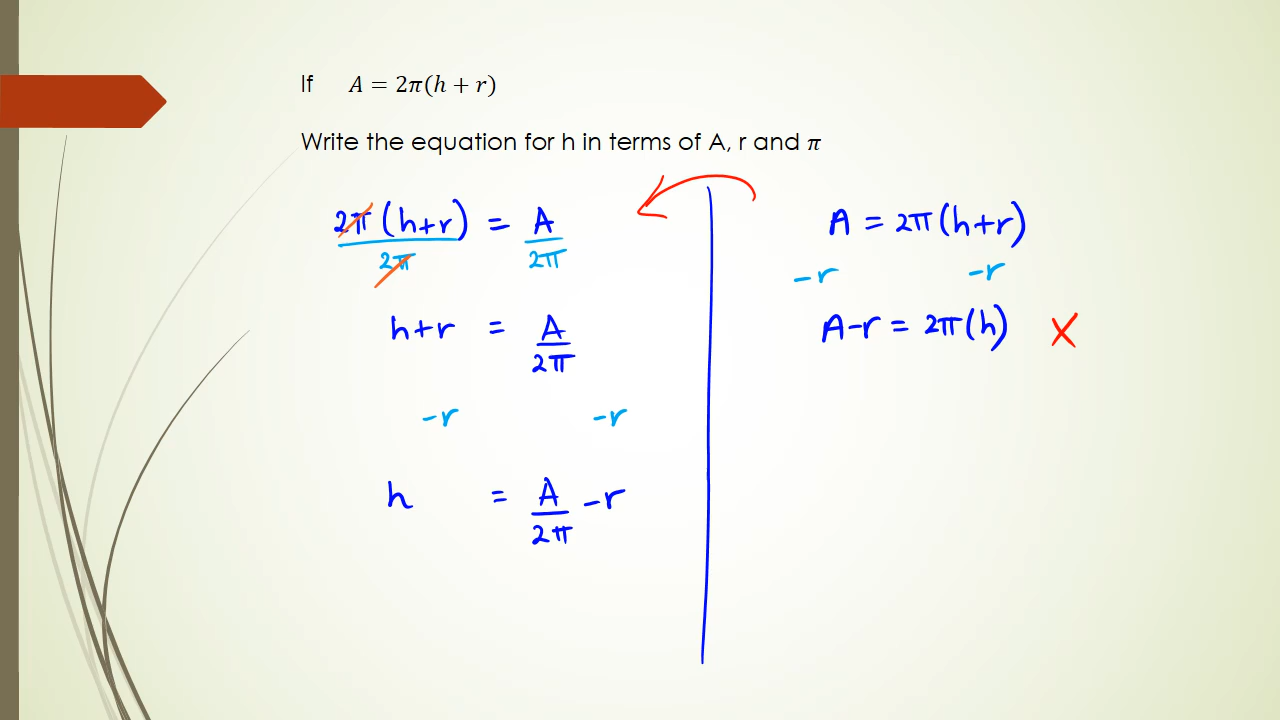 If A = 2π(h + r)
Write the equation for h in terms of A, r and π
2π(h+r) = A
2π 2π
h+r = A
2π
-r -r
h = A -r
2π
A = 2π(h+r)
-r -r
A-r = 2π(h) X